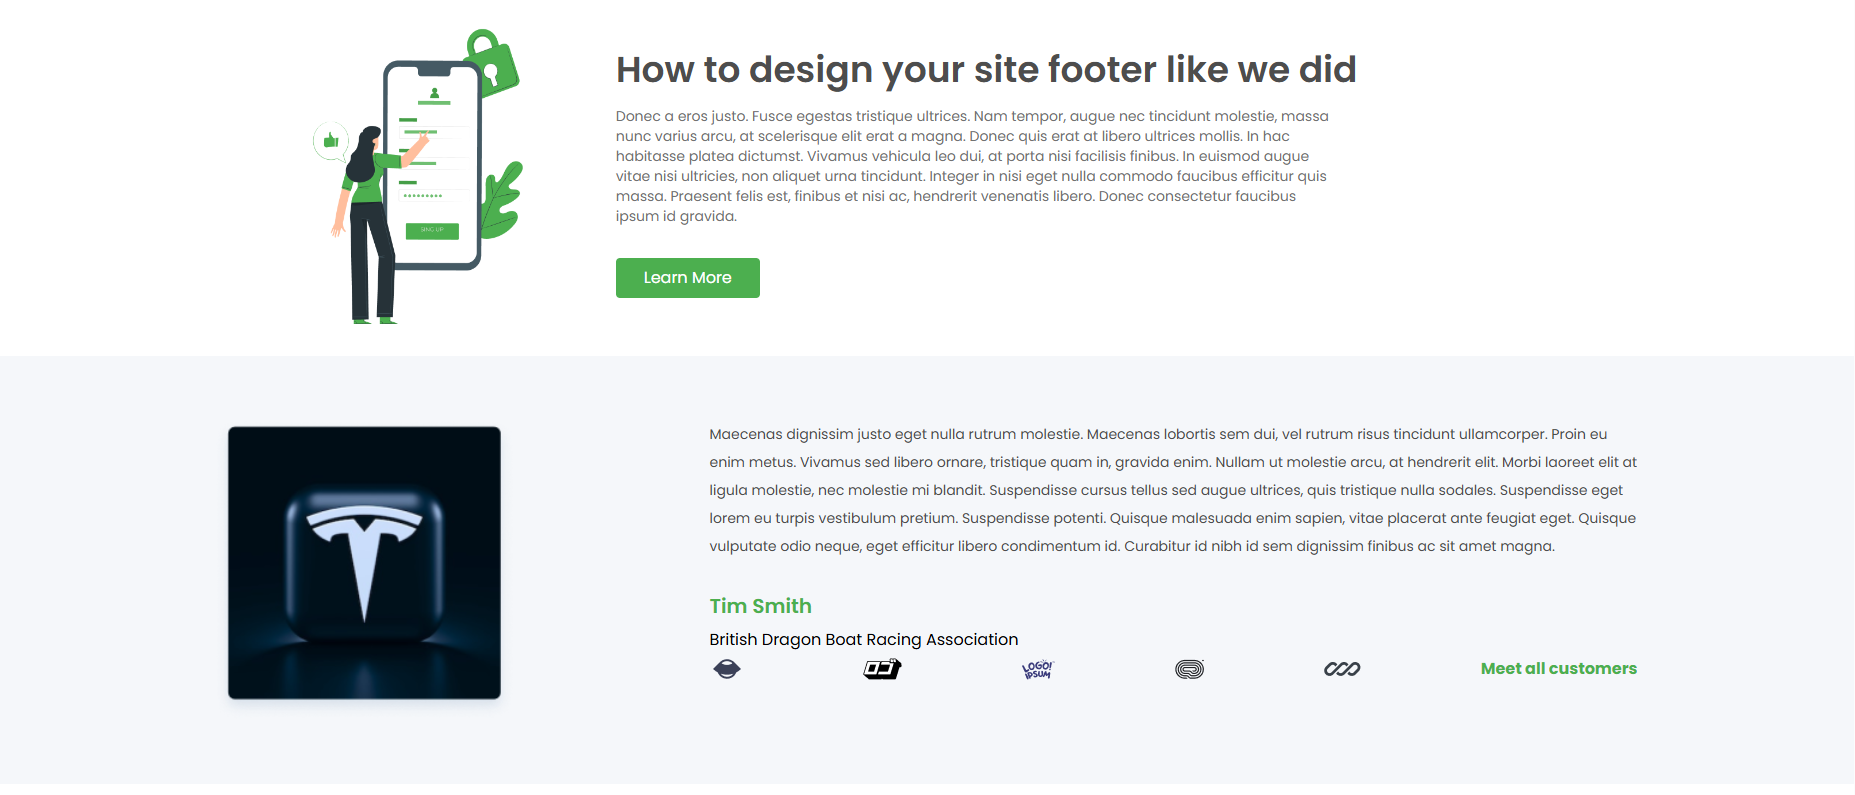 SING UP!
How to design your site footer like we did
Donec a eros justo. Fusce egestas tristique ultrices. Nam tempor, augue nec tincidunt molestie, massa
nunc varius arcu, at scelerisque elit erat a magna. Donec quis erat at libero ultrices mollis. In hac
habitasse platea dictumst. Vivamus vehicula leo dui, at porta nisi facilisis finibus. In euismod augue
vitae nisi ultricies, non aliquet urna tincidunt. Integer in nisi eget nulla commodo faucibus efficitur quis
massa. Praesent felis est, finibus et nisi ac, hendrerit venenatis libero. Donec consectetur faucibus
ipsum id gravida.
Learn More
Maecenas dignissim justo eget nulla rutrum molestie. Maecenas lobortis sem dui, vel rutrum risus tincidunt ullamcorper. Proin eu
enim metus. Vivamus sed libero ornare, tristique quam in, gravida enim. Nullam ut molestie arcu, at hendrerit elit. Morbi laoreet elit at
ligula molestie, nec molestie mi blandit. Suspendisse cursus tellus sed augue ultrices, quis tristique nulla sodales. Suspendisse eget
lorem eu turpis vestibulum pretium. Suspendisse potenti. Quisque malesuada enim sapien, vitae placerat ante feugiat eget. Quisque
vulputate odio neque, eget efficitur libero condimentum id. Curabitur id nibh id sem dignissim finibus ac sit amet magna.
Tim Smith
British Dragon Boat Racing Association
LOGO!
IPSUM
Meet all customers